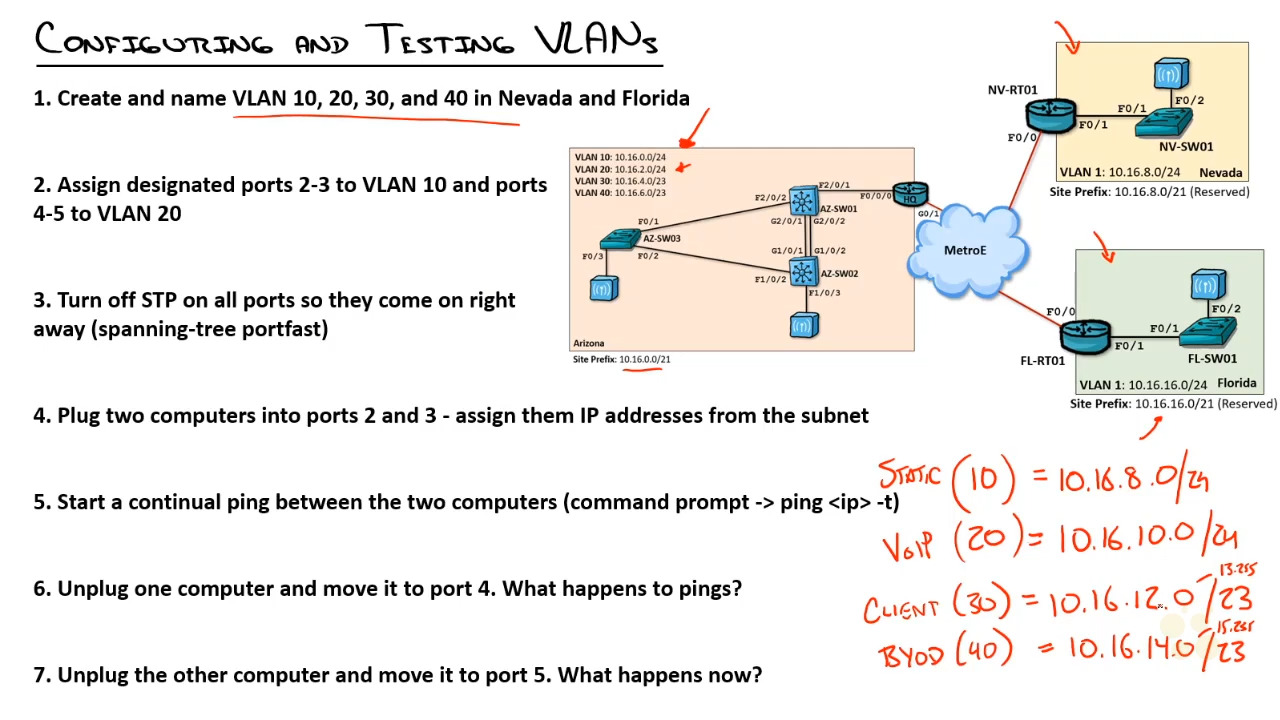 CONFIGURING AND TESTING VLANs
1. Create and name VLAN 10, 20, 30, and 40 in Nevada and Florida
2. Assign designated ports 2-3 to VLAN 10 and ports
4-5 to VLAN 20
3. Turn off STP on all ports so they come on right
away (spanning-tree portfast)
4. Plug two computers into ports 2 and 3 - assign them IP addresses from the subnet
5. Start a continual ping between the two computers (command prompt -> ping <ip> -t)
6. Unplug one computer and move it to port 4. What happens to pings?
7. Unplug the other computer and move it to port 5. What happens now?
VLAN 10: 10.16.0.0/24
VLAN 20: 10.16.2.0/24
VLAN 30: 10.16.4.0/23
VLAN 40: 10.16.6.0/23
F0/1
AZ-SW03
F0/2
F0/3
F2/0/2
F2/0/1
AZ-SW01
G2/0/1
G2/0/2
G1/0/1
G1/0/2
AZ-SW02
F1/0/2
F1/0/3
F0/0/0
HQ
G0/1
Arizona
Site Prefix: 10.16.0.0/21
MetroE
NV-RT01
F0/0
F0/1
F0/1
F0/2
NV-SW01
VLAN 1: 10.16.8.0/24
Nevada
Site Prefix: 10.16.8.0/21 (Reserved)
F0/0
FL-RT01
F0/1
F0/1
F0/2
FL-SW01
VLAN 1: 10.16.16.0/24
Florida
Site Prefix: 10.16.16.0/21 (Reserved)
STATIC (10) = 10.16.8.0/24
VOIP (20) = 10.16.10.0/24
13.255
CLIENT (30) = 10.16.12.0/23
15.255
BYOD (40) = 10.16.14.0/23